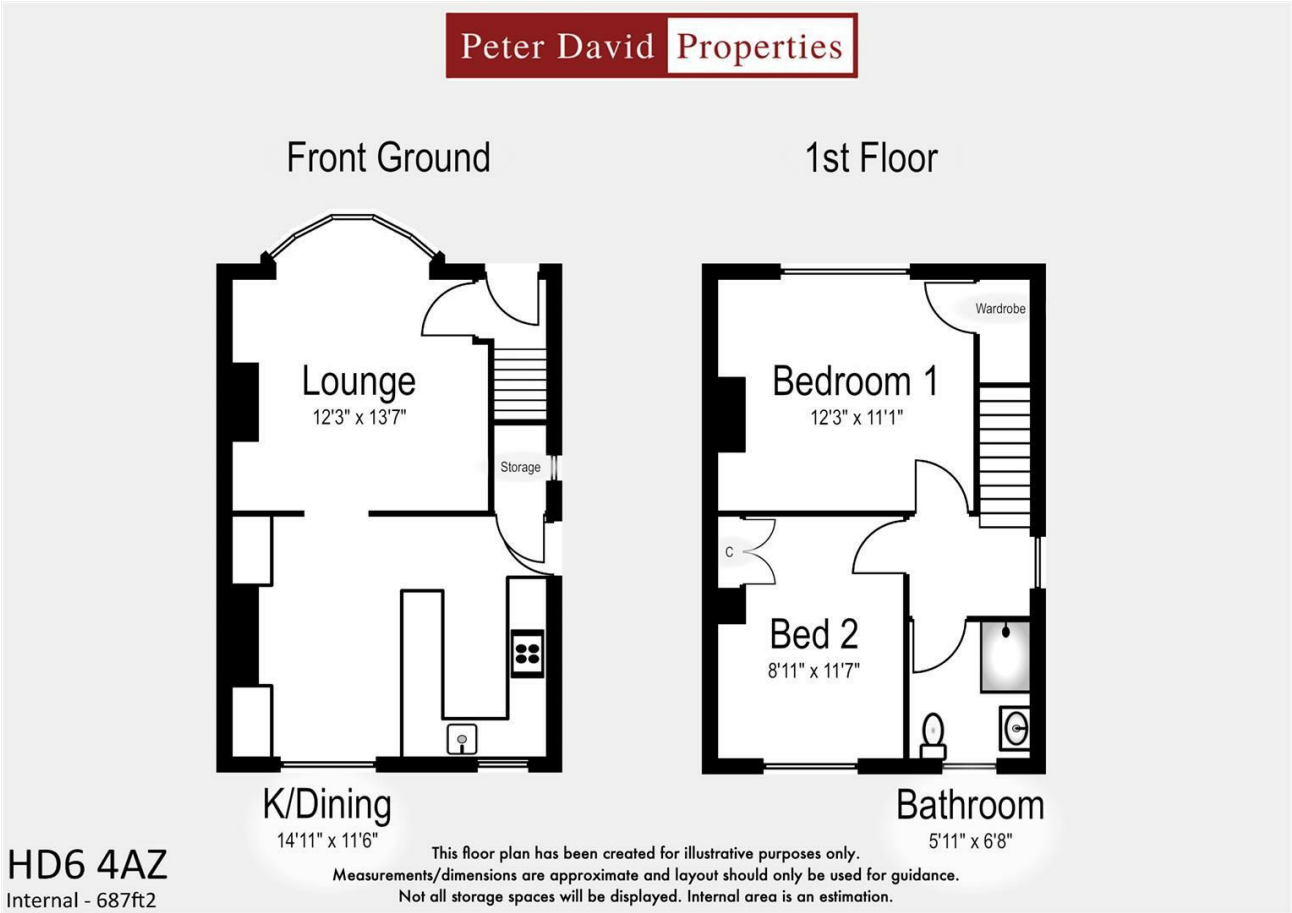 Peter David Properties
Front Ground
1st Floor
Lounge
12'3" x 13'7"
Storage
K/Dining
14'11" x 11'6"
Wardrobe
Bedroom 1
12'3" x 11'1"
C
Bed 2
8'11" x 11'7"
Bathroom
5'11" x 6'8"
HD6 4AZ
Internal - 687ft2
This floor plan has been created for illustrative purposes only.
Measurements/dimensions are approximate and layout should only be used for guidance.
Not all storage spaces will be displayed. Internal area is an estimation.